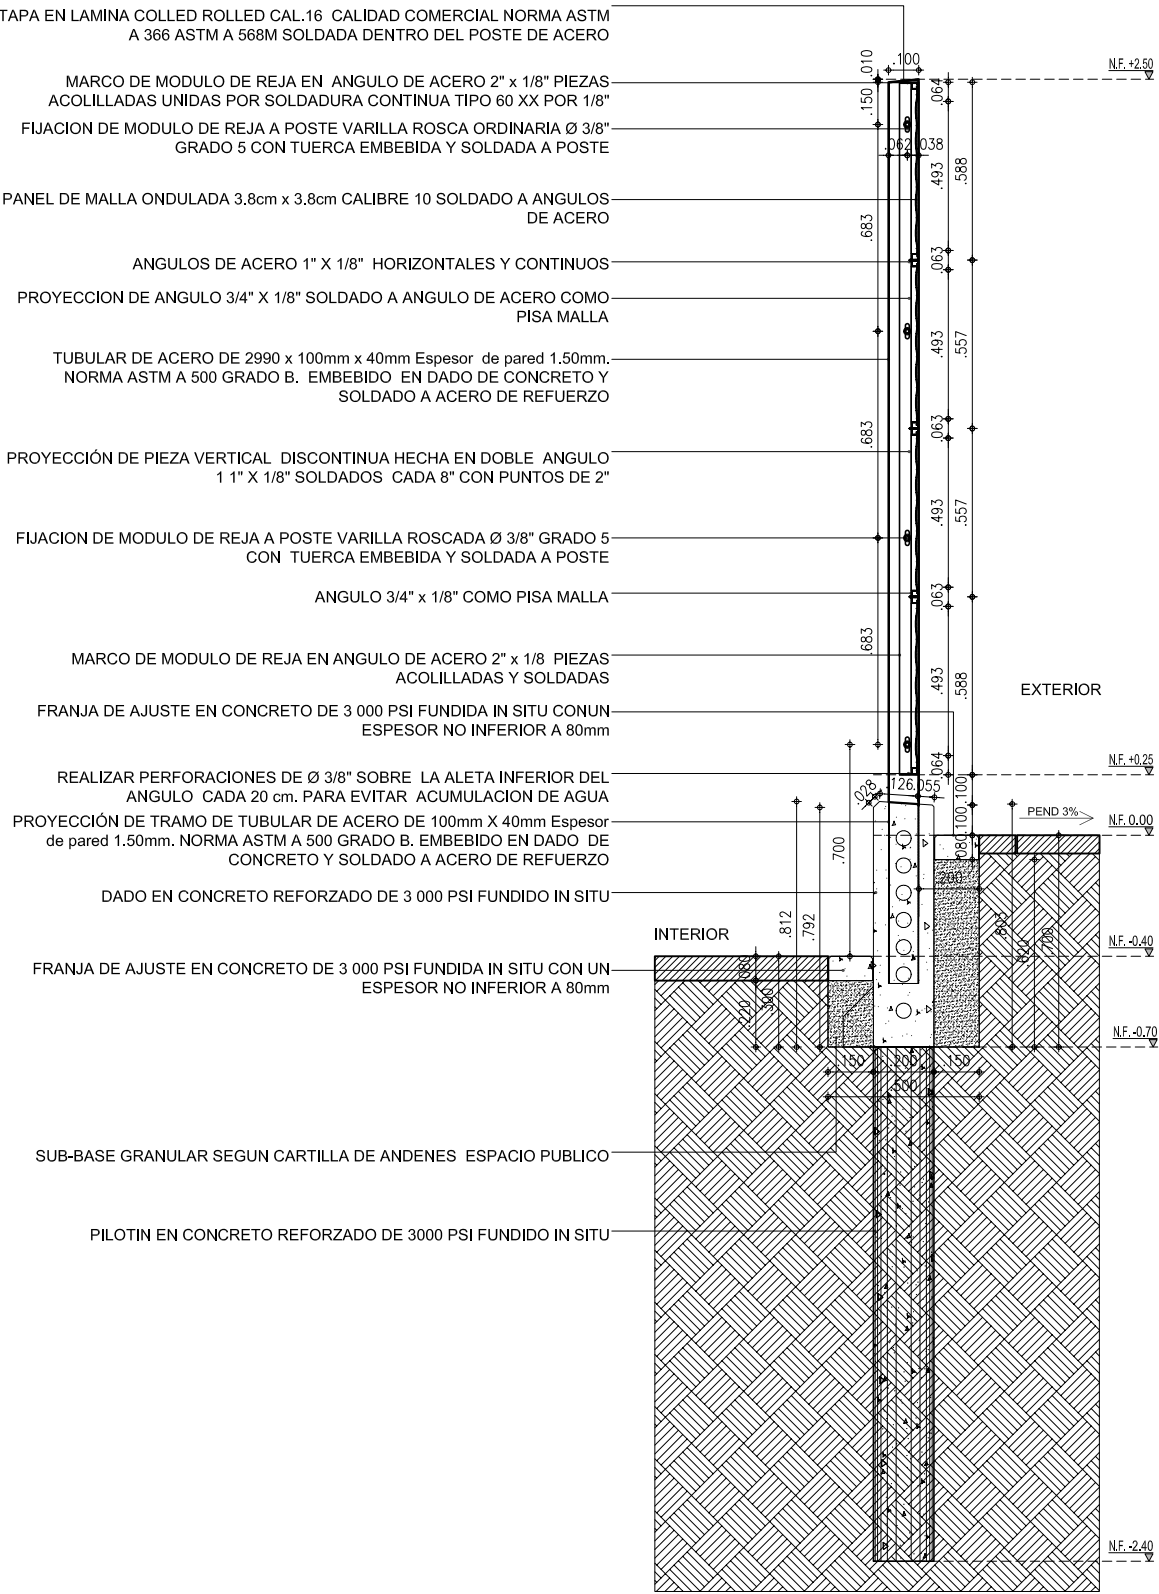 TAPA EN LAMINA COLLED ROLLED CAL.16 CALIDAD COMERCIAL NORMA ASTM
A 366 ASTM A 568M SOLDADA DENTRO DEL POSTE DE ACERO
MARCO DE MODULO DE REJA EN ANGULO DE ACERO 2" x 1/8" PIEZAS
ACOLILLADAS UNIDAS POR SOLDADURA CONTINUA TIPO 60 XX POR 1/8"
FIJACION DE MODULO DE REJA A POSTE VARILLA ROSCA ORDINARIA Ø 3/8"
GRADO 5 CON TUERCA EMBEBIDA Y SOLDADA A POSTE
PANEL DE MALLA ONDULADA 3.8cm x 3.8cm CALIBRE 10 SOLDADO A ANGULOS
DE ACERO
ANGULOS DE ACERO 1" X 1/8" HORIZONTALES Y CONTINUOS
PROYECCION DE ANGULO 3/4" X 1/8" SOLDADO A ANGULO DE ACERO COMO
PISA MALLA
TUBULAR DE ACERO DE 2990 x 100mm x 40mm Espesor de pared 1.50mm.
NORMA ASTM A 500 GRADO B. EMBEBIDO EN DADO DE CONCRETO Y
SOLDADO A ACERO DE REFUERZO
PROYECCIÓN DE PIEZA VERTICAL DISCONTINUA HECHA EN DOBLE ANGULO
1 1" X 1/8" SOLDADOS CADA 8" CON PUNTOS DE 2"
FIJACION DE MODULO DE REJA A POSTE VARILLA ROSCADA Ø 3/8" GRADO 5
CON TUERCA EMBEBIDA Y SOLDADA A POSTE
ANGULO 3/4" x 1/8" COMO PISA MALLA
MARCO DE MODULO DE REJA EN ANGULO DE ACERO 2" x 1/8 PIEZAS
ACOLILLADAS Y SOLDADAS
FRANJA DE AJUSTE EN CONCRETO DE 3 000 PSI FUNDIDA IN SITU CONUN
ESPESOR NO INFERIOR A 80mm
REALIZAR PERFORACIONES DE Ø 3/8" SOBRE LA ALETA INFERIOR DEL
ANGULO CADA 20 cm. PARA EVITAR ACUMULACION DE AGUA
PROYECCIÓN DE TRAMO DE TUBULAR DE ACERO DE 100mm X 40mm Espesor
de pared 1.50mm. NORMA ASTM A 500 GRADO B. EMBEBIDO EN DADO DE
CONCRETO Y SOLDADO A ACERO DE REFUERZO
DADO EN CONCRETO REFORZADO DE 3 000 PSI FUNDIDO IN SITU
FRANJA DE AJUSTE EN CONCRETO DE 3 000 PSI FUNDIDA IN SITU CON UN
ESPESOR NO INFERIOR A 80mm
SUB-BASE GRANULAR SEGUN CARTILLA DE ANDENES ESPACIO PUBLICO
PILOTIN EN CONCRETO REFORZADO DE 3000 PSI FUNDIDO IN SITU
.010
.100
.150
.064
.062
.038
.493
.588
.683
.063
.493
.557
.683
.063
.493
.557
.063
.683
.493
.588
.064
.028
.126
.055
.100
.100
.080
.700
.200
.812
.792
.603
.620
.700
.080
.300
.220
.150
.200
.150
.500
EXTERIOR
INTERIOR
PEND 3%
N.F. +2.50
N.F. +0.25
N.F. 0.00
N.F. -0.40
N.F. -0.70
N.F. -2.40